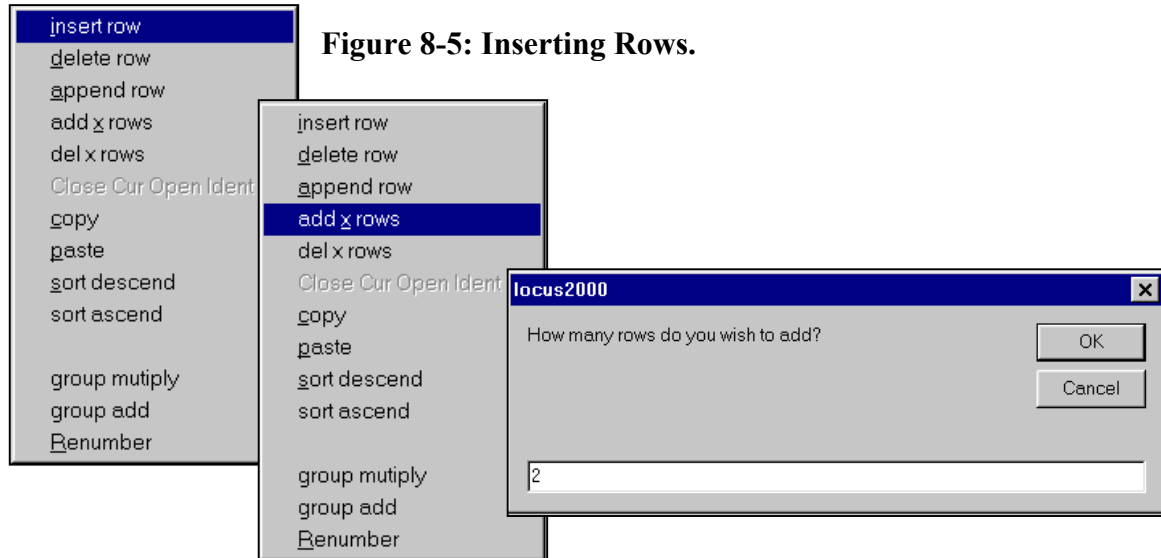 Figure 8-5: Inserting Rows.
insert row
delete row
append row
add x rows
del x rows
Close Cur Open Ident
copy
paste
sort descend
sort ascend
group mutiply
group add
Renumber
insert row
delete row
append row
add x rows
del x rows
Close Cur Open Ident
copy
paste
sort descend
sort ascend
group mutiply
group add
Renumber
locus2000
How many rows do you wish to add?
OK
Cancel
2